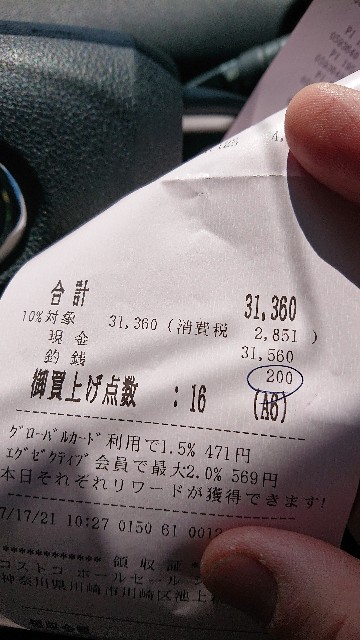 合計 31,360
10%対象 31,360 (消費税 2,851 )
現金 31,560
釣銭 200
御買上げ点数 : 16 (A6)
グローバルカード利用で1.5% 471円
エグゼクティブ会員で最大2.0% 569円
本日それぞれリワードが獲得できます!
7/17/21 10:27 0150 61 0012
************ 領収証
コストコ ホールセール
神奈川県川崎市川崎区池上